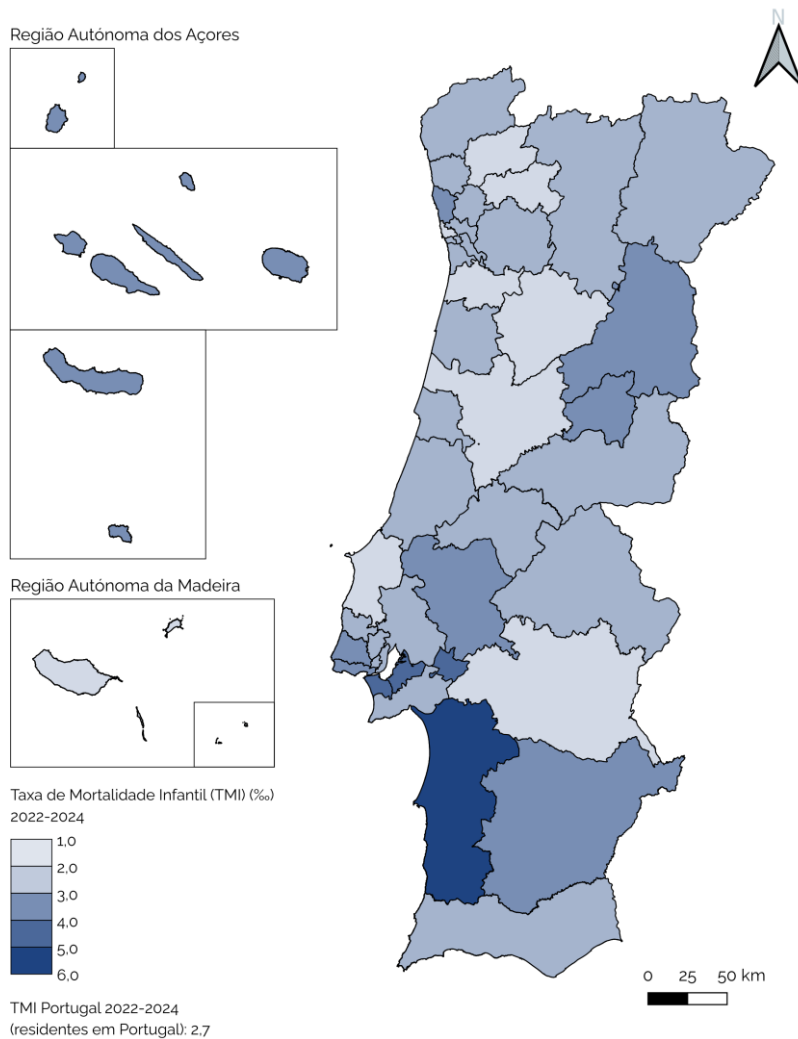 Região Autónoma dos Açores
N
Região Autónoma da Madeira
Taxa de Mortalidade Infantil (TMI) (‰)
2022-2024
1,0
2,0
3,0
4,0
5,0
6,0
0 25 50 km
TMI Portugal 2022-2024
(residentes em Portugal): 2,7